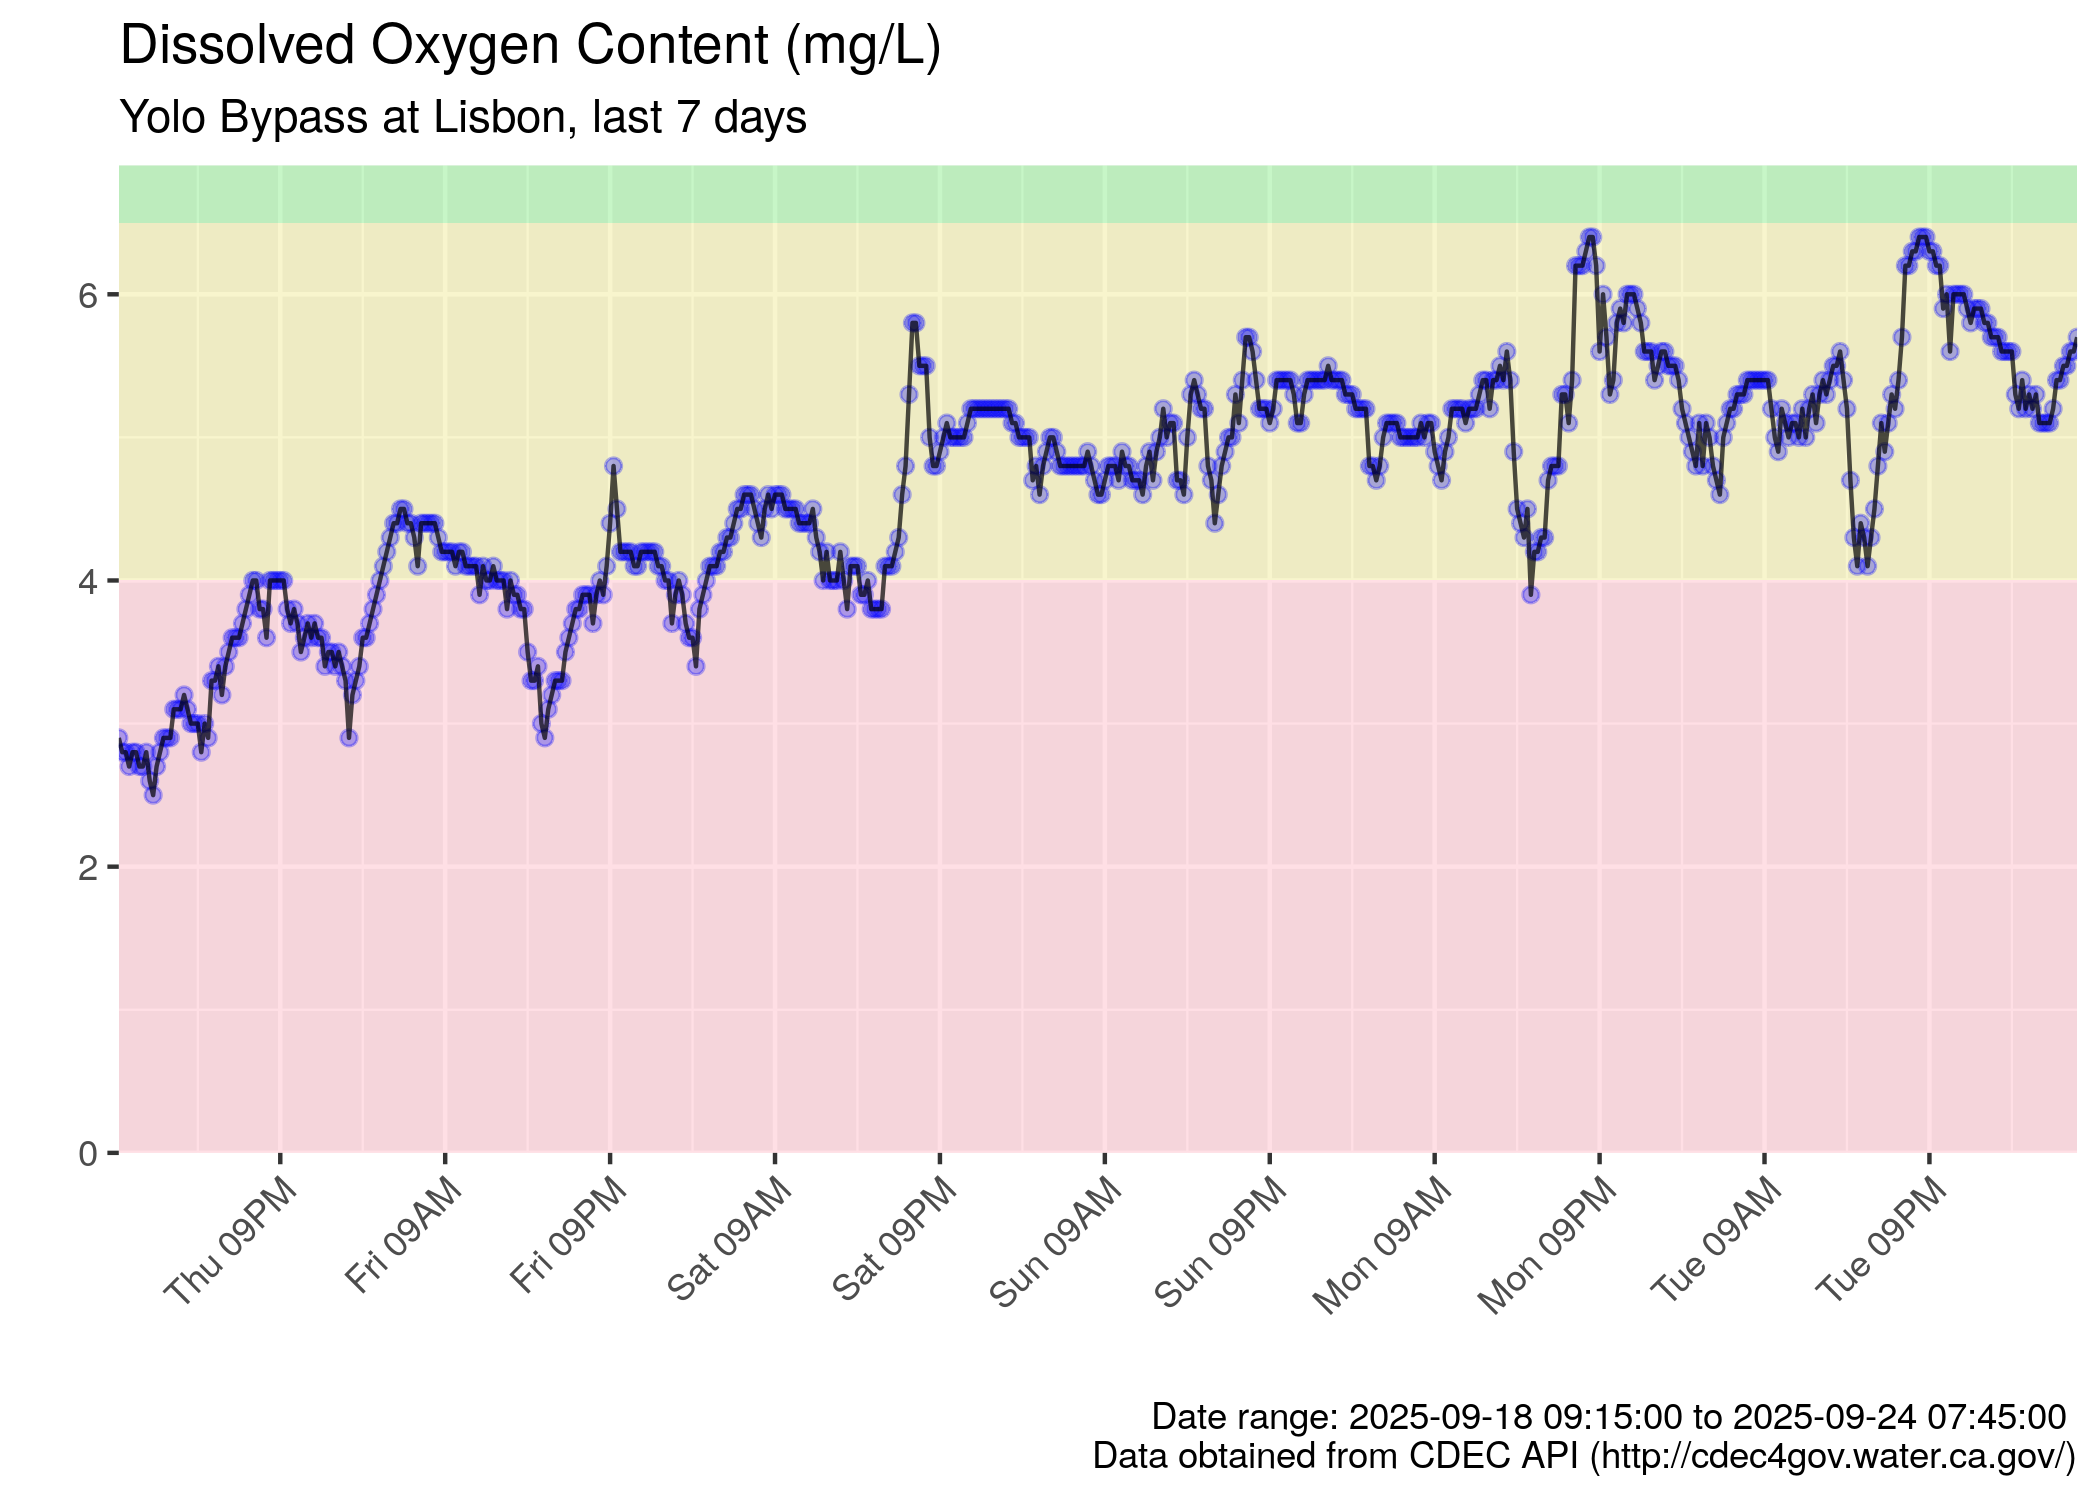 Dissolved Oxygen Content (mg/L)
Yolo Bypass at Lisbon, last 7 days
6
4
2
0
Thu 09PM
Fri 09AM
Fri 09PM
Sat 09AM
Sat 09PM
Sun 09AM
Sun 09PM
Mon 09AM
Mon 09PM
Tue 09AM
Tue 09PM
Date range: 2025-09-18 09:15:00 to 2025-09-24 07:45:00
Data obtained from CDEC API (http://cdec4gov.water.ca.gov/)